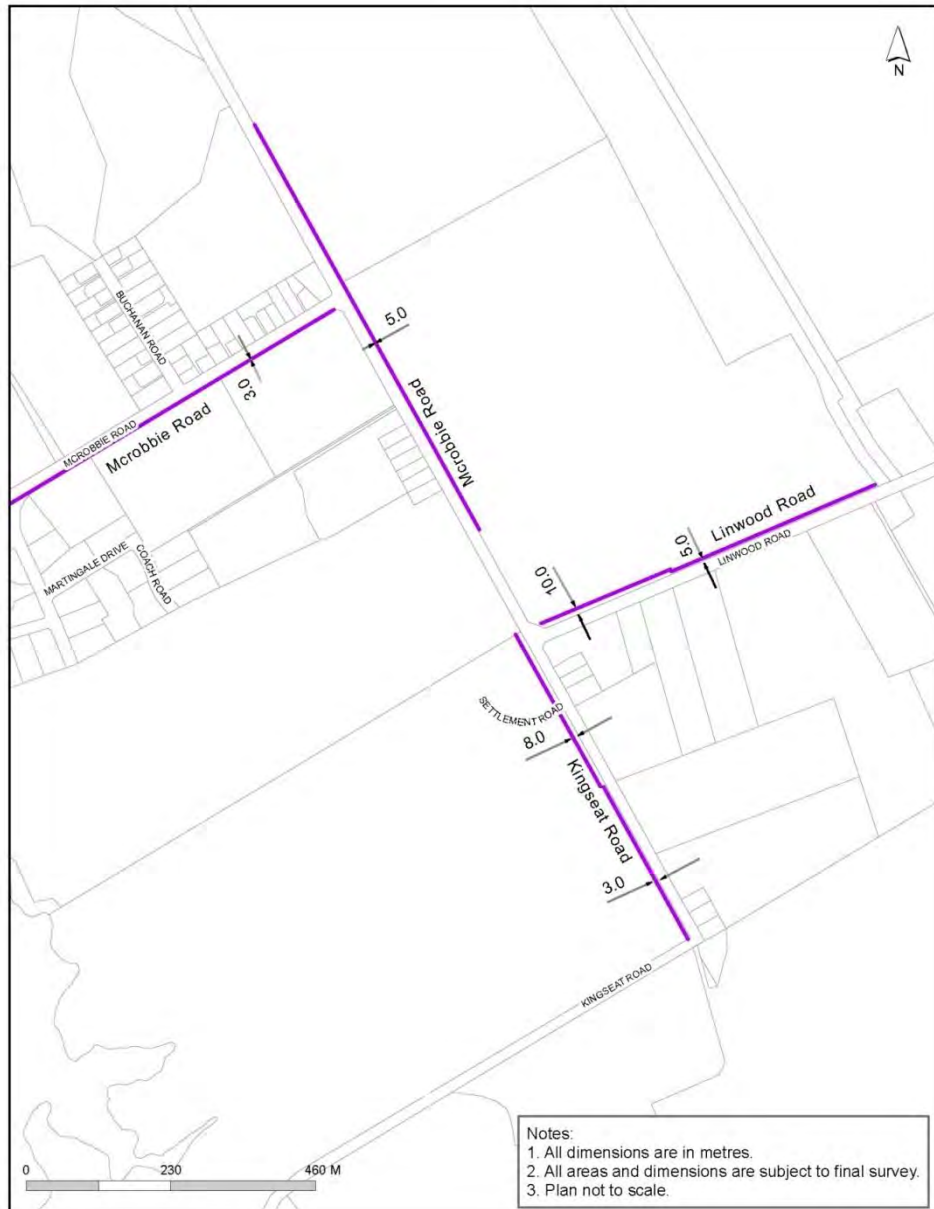 N
BUCHANAN ROAD
5.0
3.0
Mcrobbie Road
MCROBBIE ROAD
Mcrobbie Road
MARTINGALE DRIVE
COACH ROAD
Linwood Road
5.0
LINWOOD ROAD
10.0
SETTLEMENT ROAD
8.0
Kingseat Road
3.0
KINGSEAT ROAD
0 230 460 M
Notes:
1. All dimensions are in metres.
2. All areas and dimensions are subject to final survey.
3. Plan not to scale.